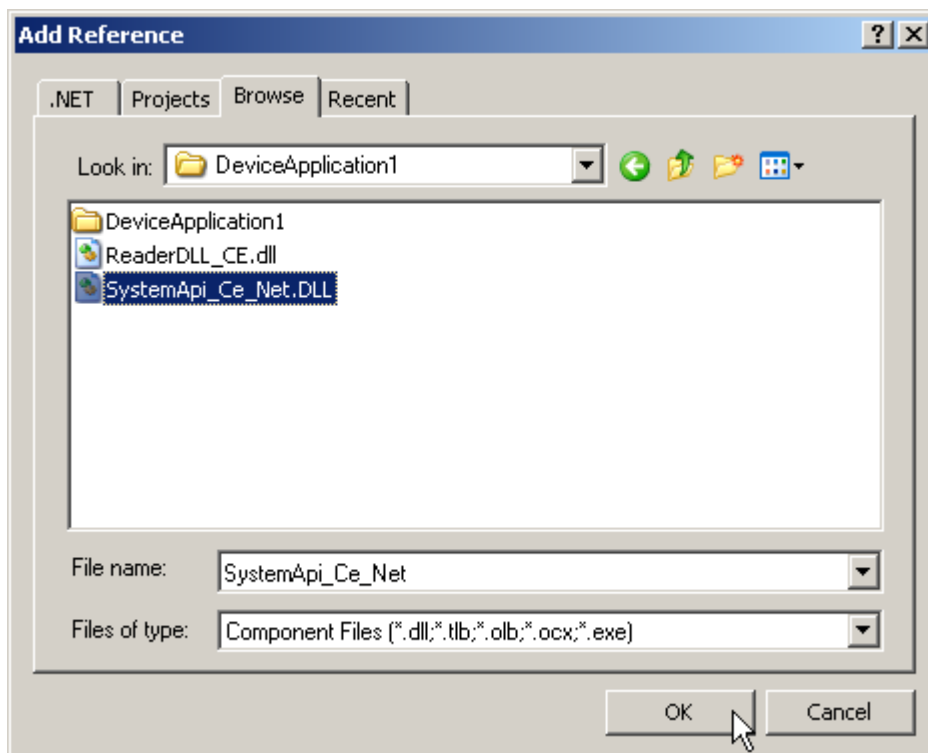 Add Reference
.NET Projects Browse Recent
Look in: DeviceApplication1
DeviceApplication1
ReaderDLL_CE.dll
SystemApi_Ce_Net.DLL
File name: SystemApi_Ce_Net
Files of type: Component Files (*.dll;*.tlb;*.olb;*.ocx;*.exe)
OK Cancel